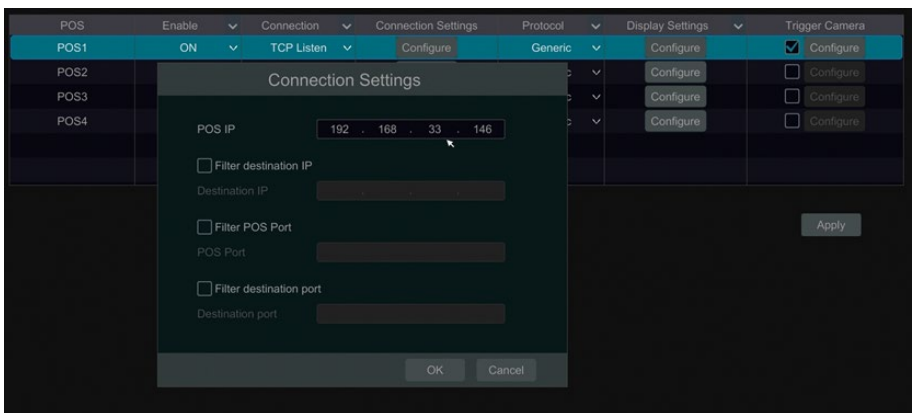 POS Enable Connection Connection Settings Protocol Display Settings Trigger Camera
POS1 ON TCP Listen Configure Generic Configure Configure
POS2 Configure Configure
POS3 Configure Configure
POS4 Configure Configure
Connection Settings
POS IP 192 . 168 . 33 . 146
Filter destination IP
Destination IP . . .
Filter POS Port
POS Port
Filter destination port
Destination port
Apply
OK Cancel